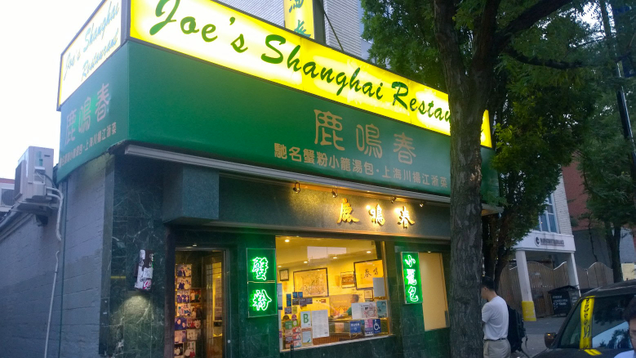 Joe's Shanghai Restaurant
Joe's Shanghai Restau
鹿鳴春
鹿鳴春
馳名蟹粉小籠湯包·上海川揚江浙菜
鹿鳴春
蟹粉
小籠包
B